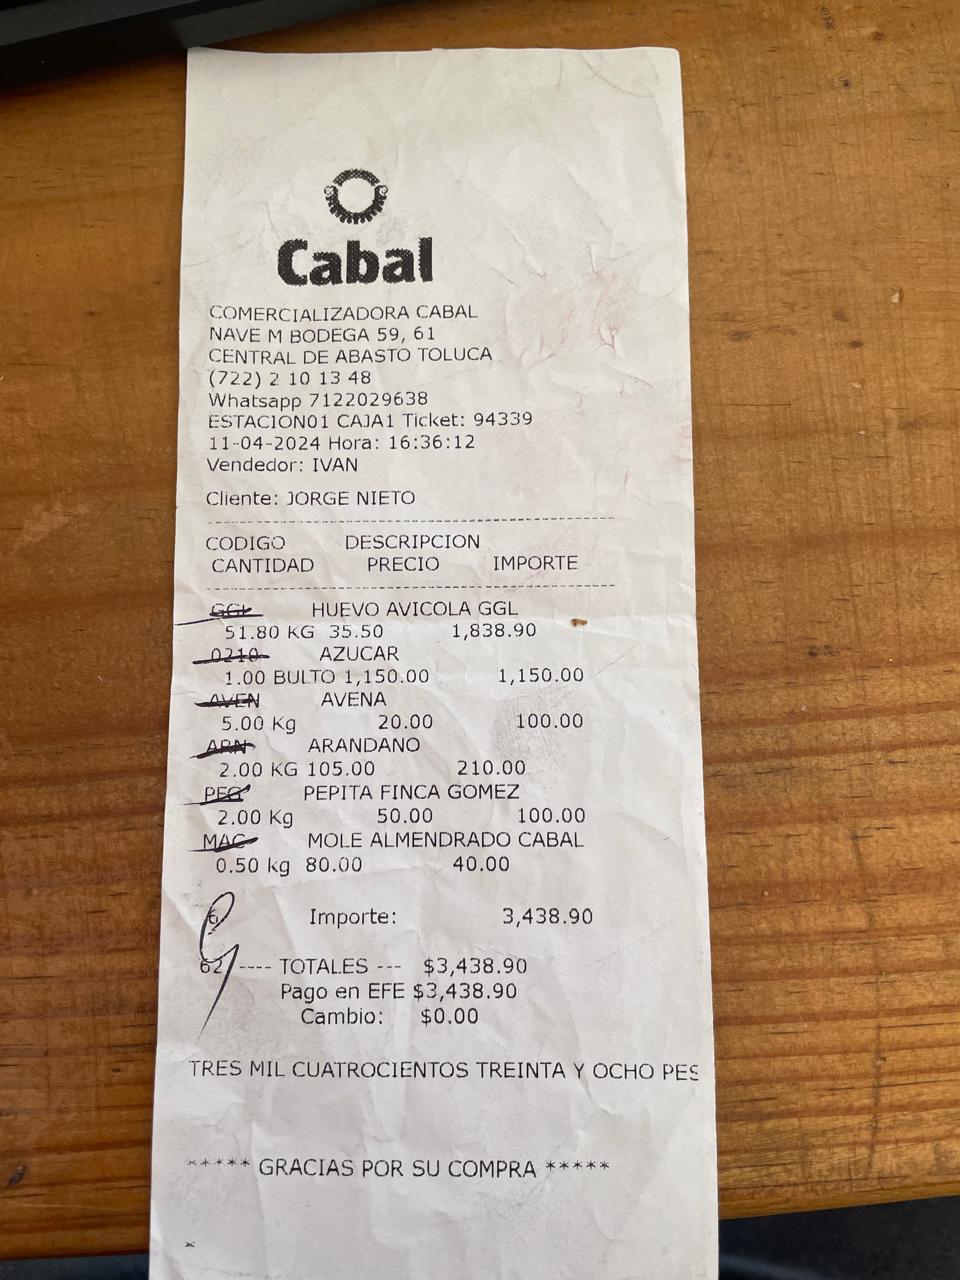 Cabal
COMERCIALIZADORA CABAL
NAVE M BODEGA 59, 61
CENTRAL DE ABASTO TOLUCA
(722) 2 10 13 48
Whatsapp 7122029638
ESTACION01 CAJA1 Ticket: 94339
11-04-2024 Hora: 16:36:12
Vendedor: IVAN
Cliente: JORGE NIETO
CODIGO DESCRIPCION
CANTIDAD PRECIO IMPORTE
GGL HUEVO AVICOLA GGL
51.80 KG 35.50 1,838.90
0210 AZUCAR
1.00 BULTO 1,150.00 1,150.00
AVEN AVENA
5.00 Kg 20.00 100.00
ARN ARANDANO
2.00 KG 105.00 210.00
PEG PEPITA FINCA GOMEZ
2.00 Kg 50.00 100.00
MAC MOLE ALMENDRADO CABAL
0.50 kg 80.00 40.00
6 Importe: 3,438.90
62 ---- TOTALES --- $3,438.90
Pago en EFE $3,438.90
Cambio: $0.00
TRES MIL CUATROCIENTOS TREINTA Y OCHO PES
***** GRACIAS POR SU COMPRA *****